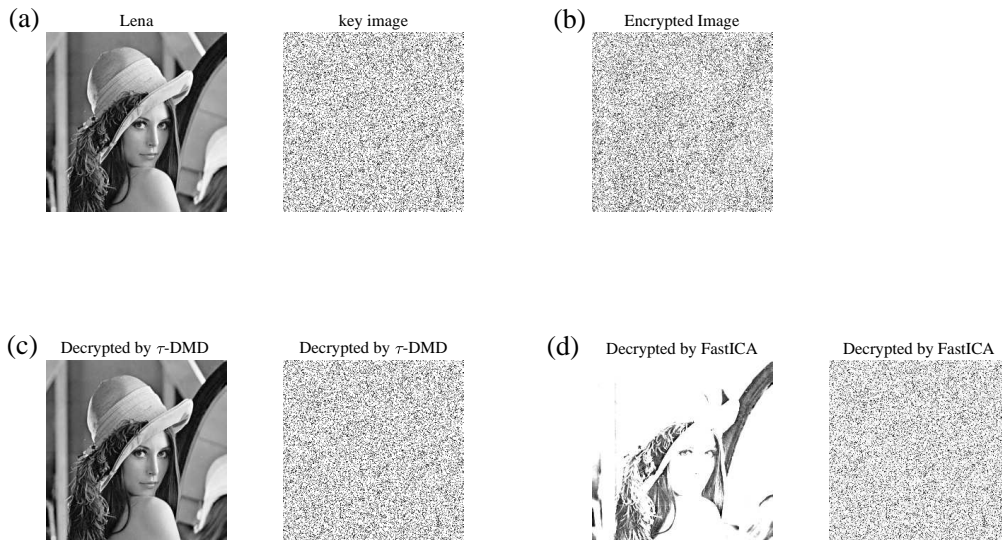 (a)
Lena
key image
(b)
Encrypted Image
(c)
Decrypted by τ-DMD
Decrypted by τ-DMD
(d)
Decrypted by FastICA
Decrypted by FastICA